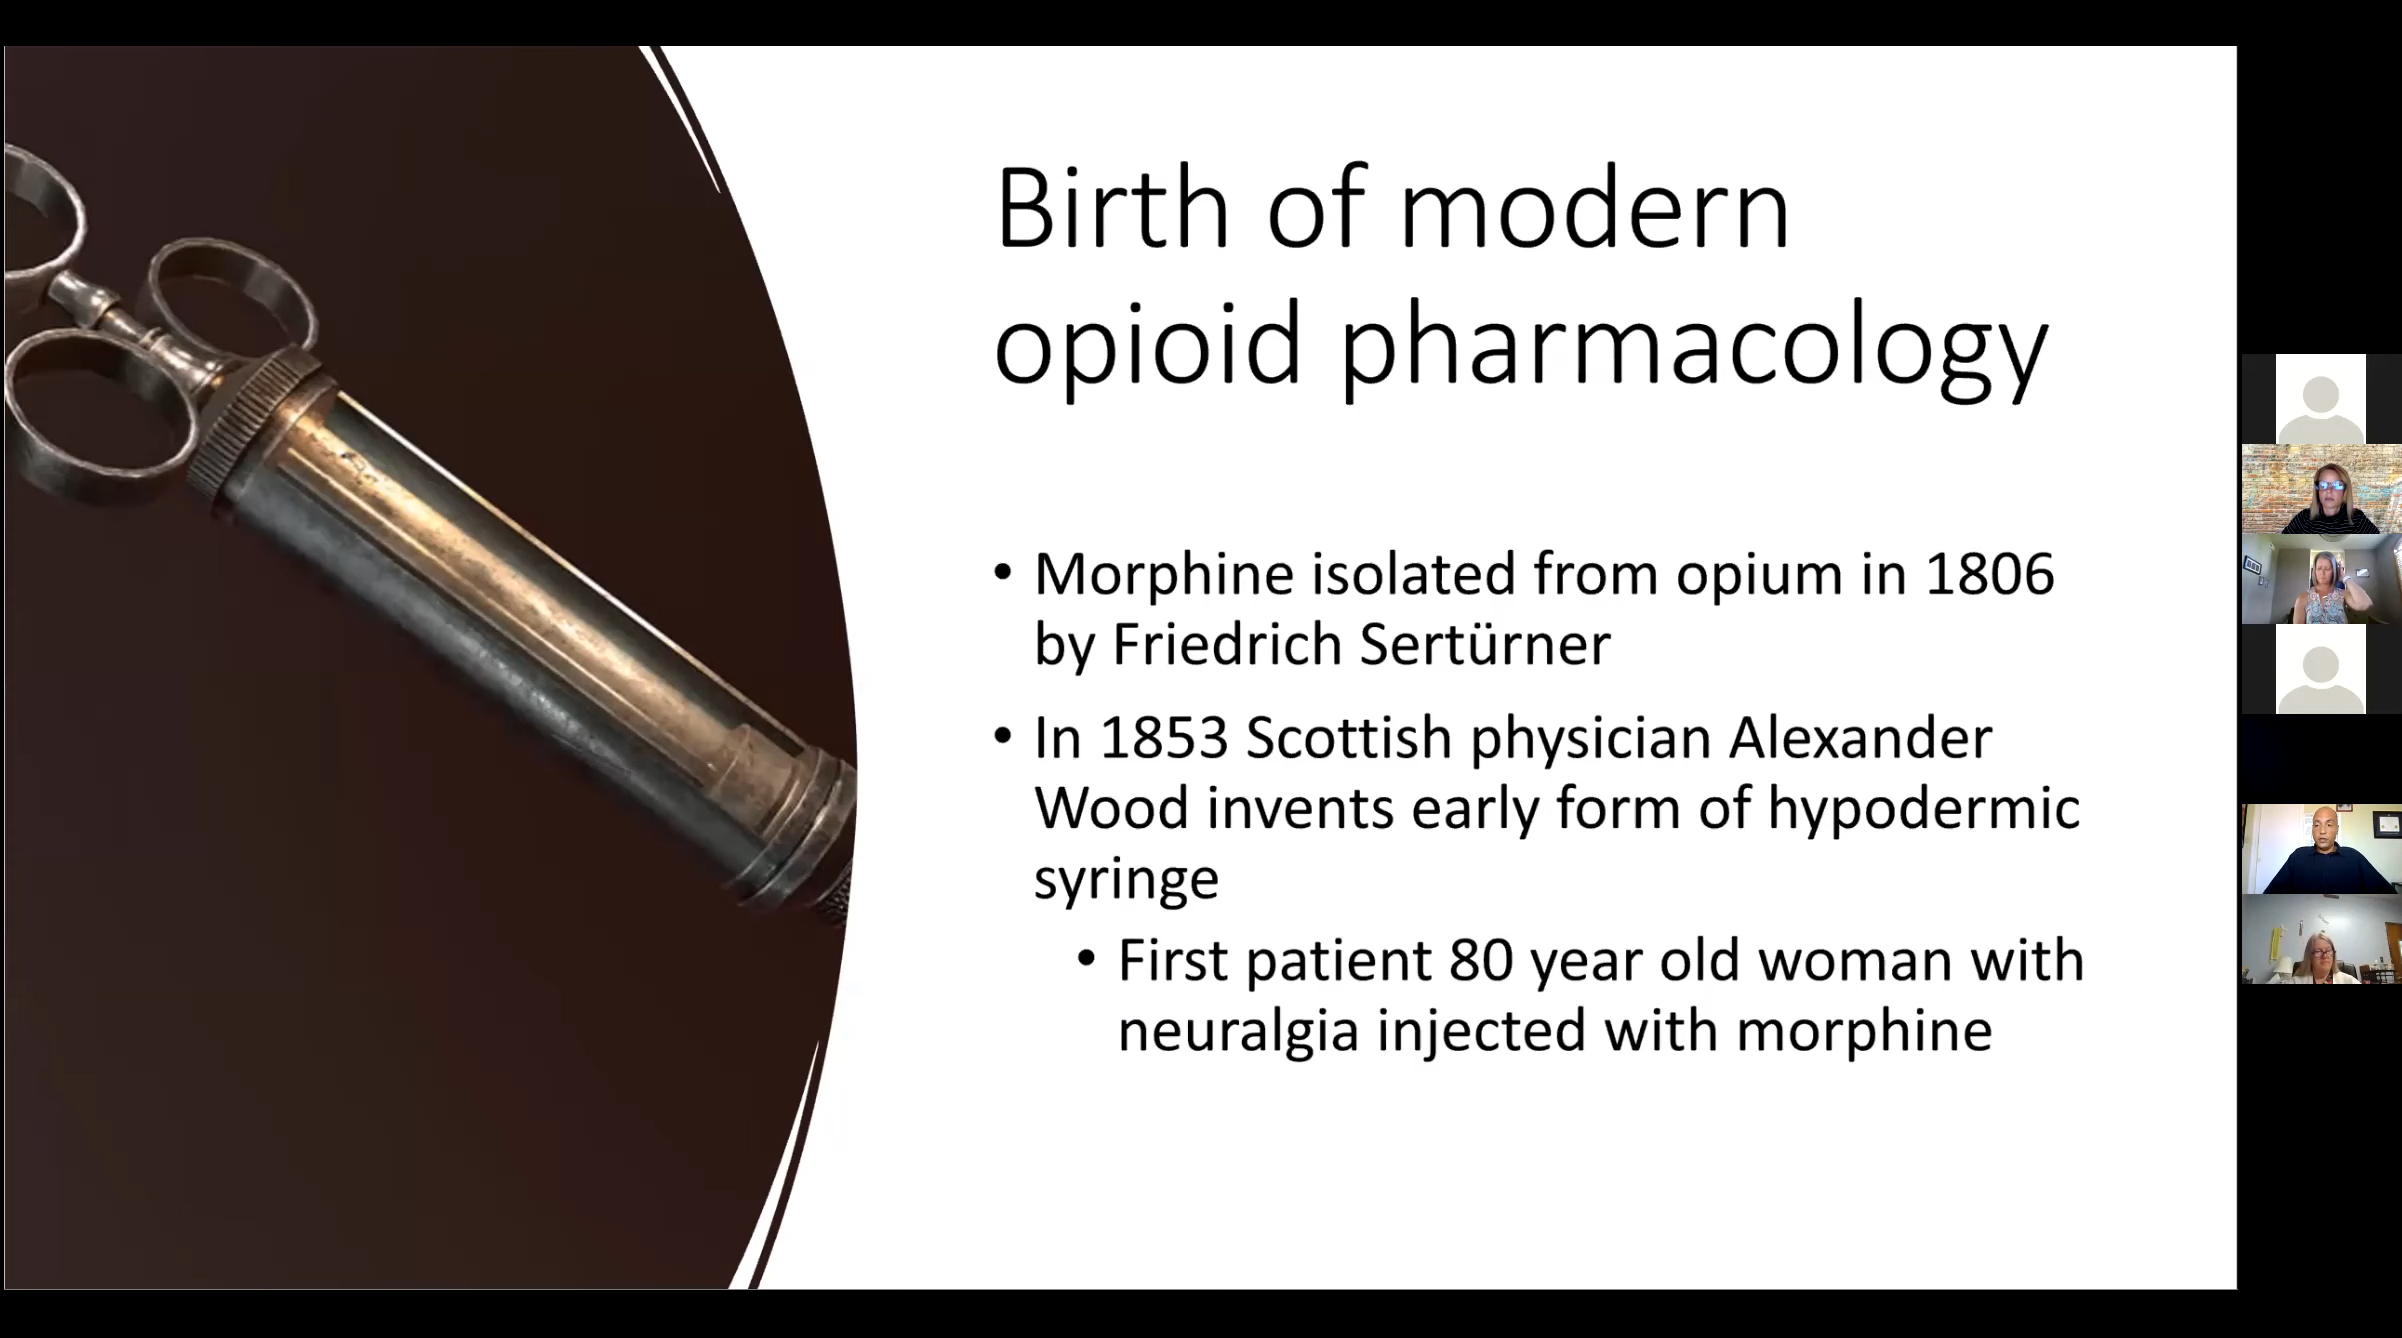 Birth of modern
opioid pharmacology
• Morphine isolated from opium in 1806
by Friedrich Sertürner
• In 1853 Scottish physician Alexander
Wood invents early form of hypodermic
syringe
• First patient 80 year old woman with
neuralgia injected with morphine